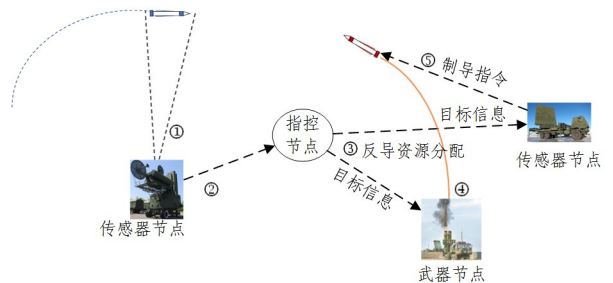 ⑤ 制导指令
①
指控
节点
目标信息
③ 反导资源分配
传感器节点
②
目标信息
④
传感器节点
武器节点